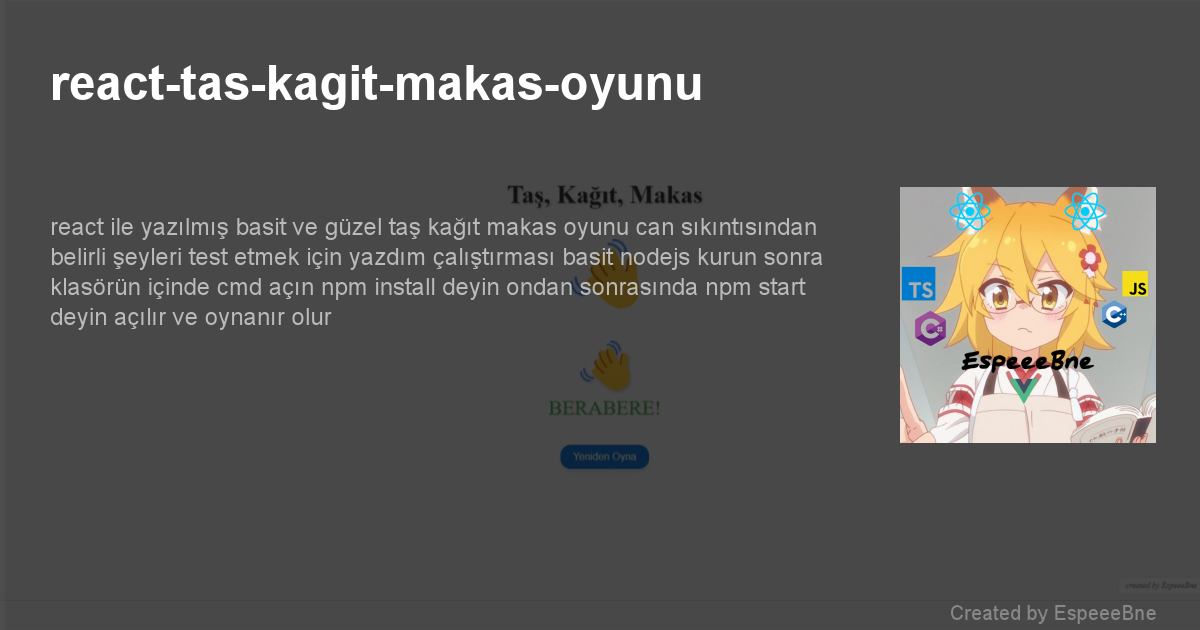 react-tas-kagit-makas-oyunu
Taş, Kağıt, Makas
react ile yazılmış basit ve güzel taş kağıt makas oyunu can sıkıntısından
belirli şeyleri test etmek için yazdım çalıştırması basit nodejs kurun sonra
klasörün içinde cmd açın npm install deyin ondan sonrasında npm start
deyin açılır ve oynanır olur
TS
JS
C#
C++
EspeeeBne
BERABERE!
Yeniden Oyna
created by EspeeeBne
Created by EspeeeBne